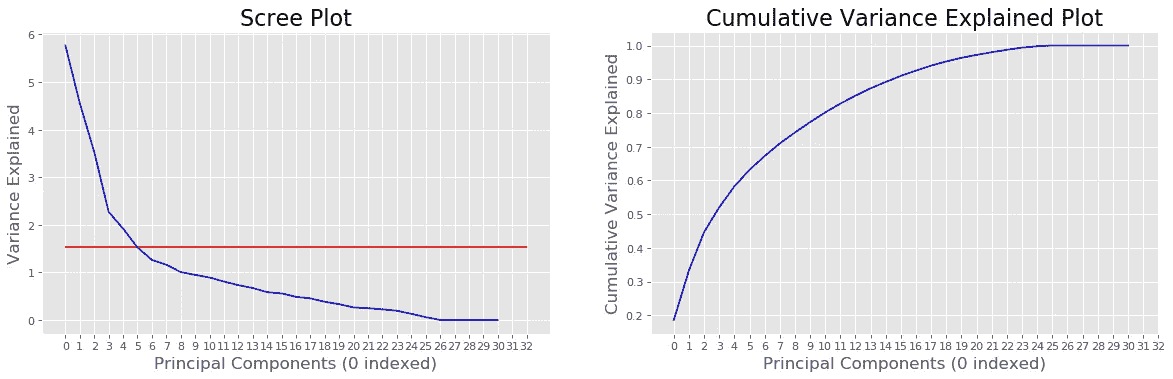 Scree Plot
Variance Explained
6
5
4
3
2
1
0
0 1 2 3 4 5 6 7 8 9 10 11 12 13 14 15 16 17 18 19 20 21 22 23 24 25 26 27 28 29 30 31 32
Principal Components (0 indexed)
Cumulative Variance Explained Plot
Cumulative Variance Explained
1.0
0.9
0.8
0.7
0.6
0.5
0.4
0.3
0.2
0 1 2 3 4 5 6 7 8 9 10 11 12 13 14 15 16 17 18 19 20 21 22 23 24 25 26 27 28 29 30 31 32
Principal Components (0 indexed)